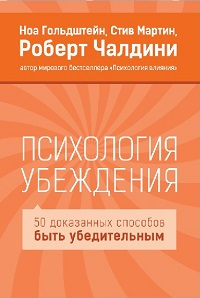 Ноа Гольдштейн, Стив Мартин,
Роберт Чалдини
автор мирового бестселлера «Психология влияния»
ПСИХОЛОГИЯ
УБЕЖДЕНИЯ
50 доказанных способов
быть убедительным